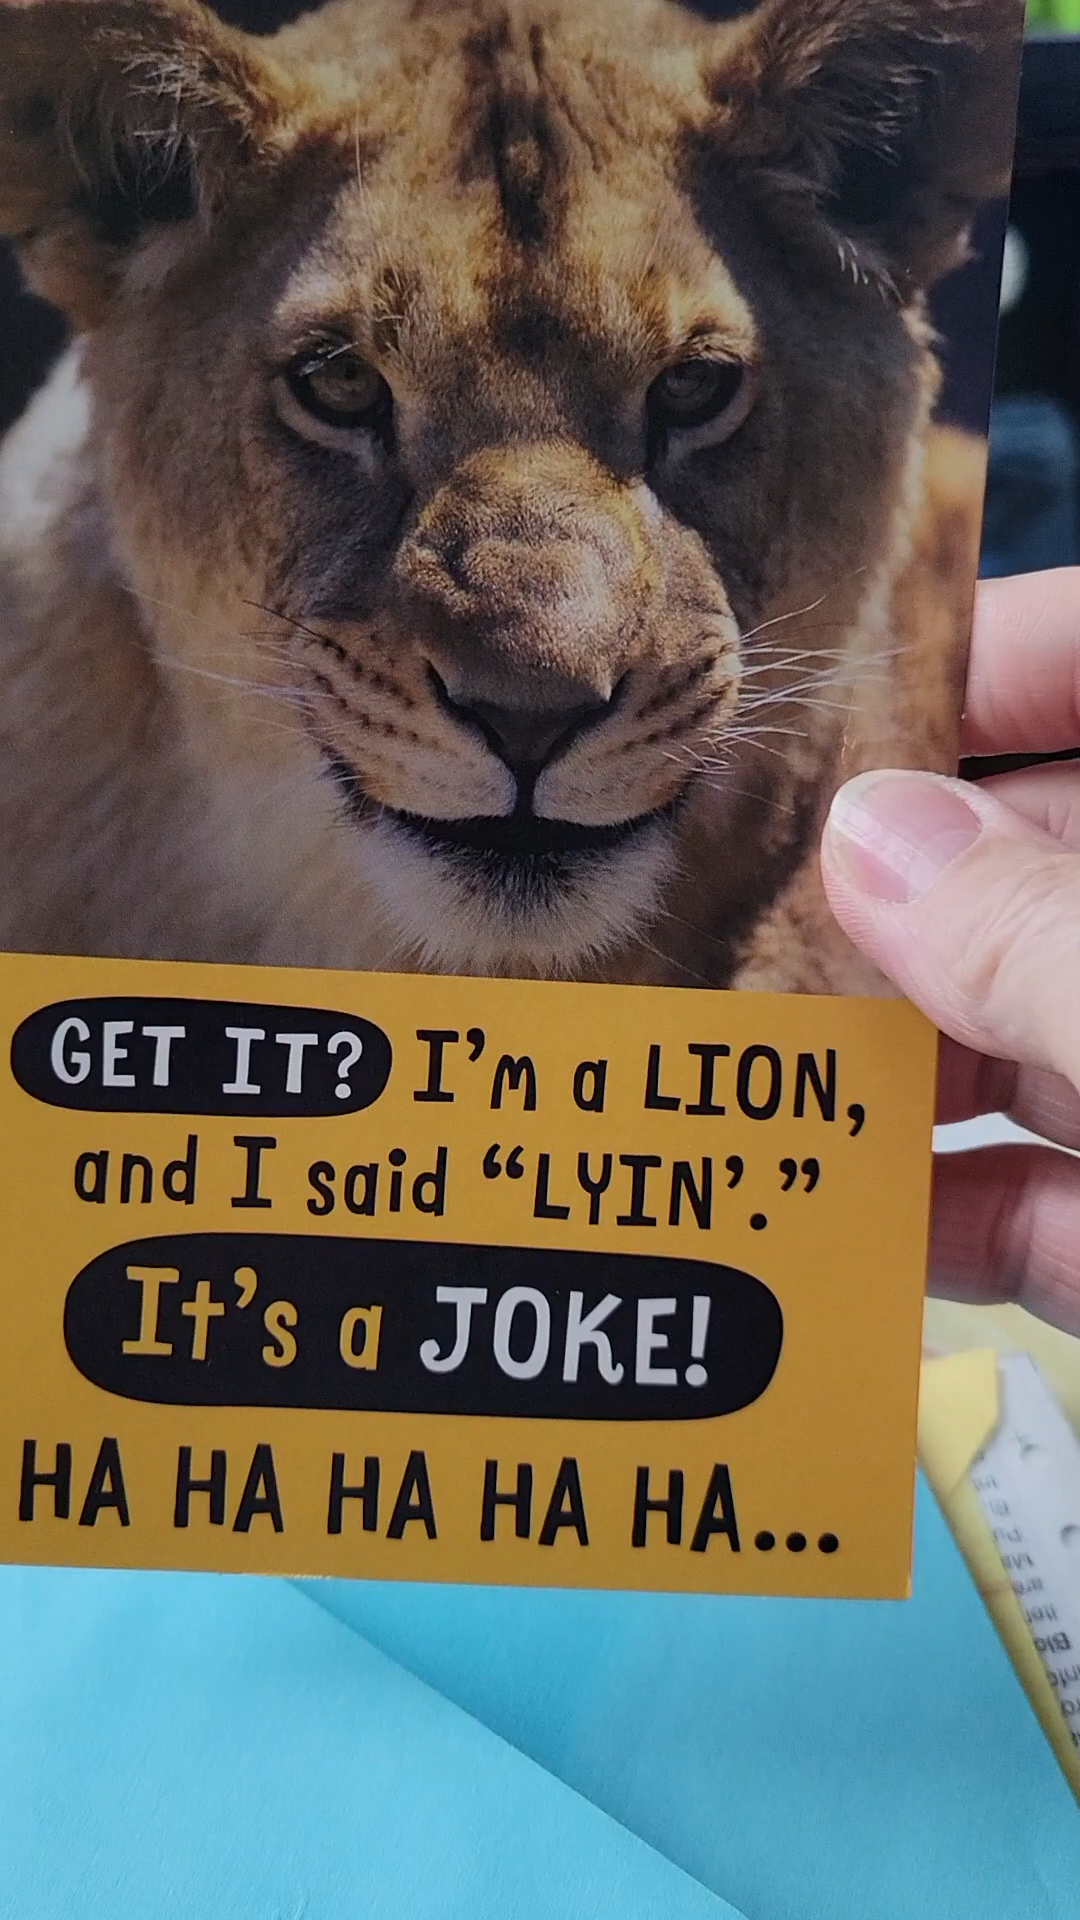 GET IT? I'm a LION,
and I said “LYIN’.”
It's a JOKE!
HA HA HA HA HA...